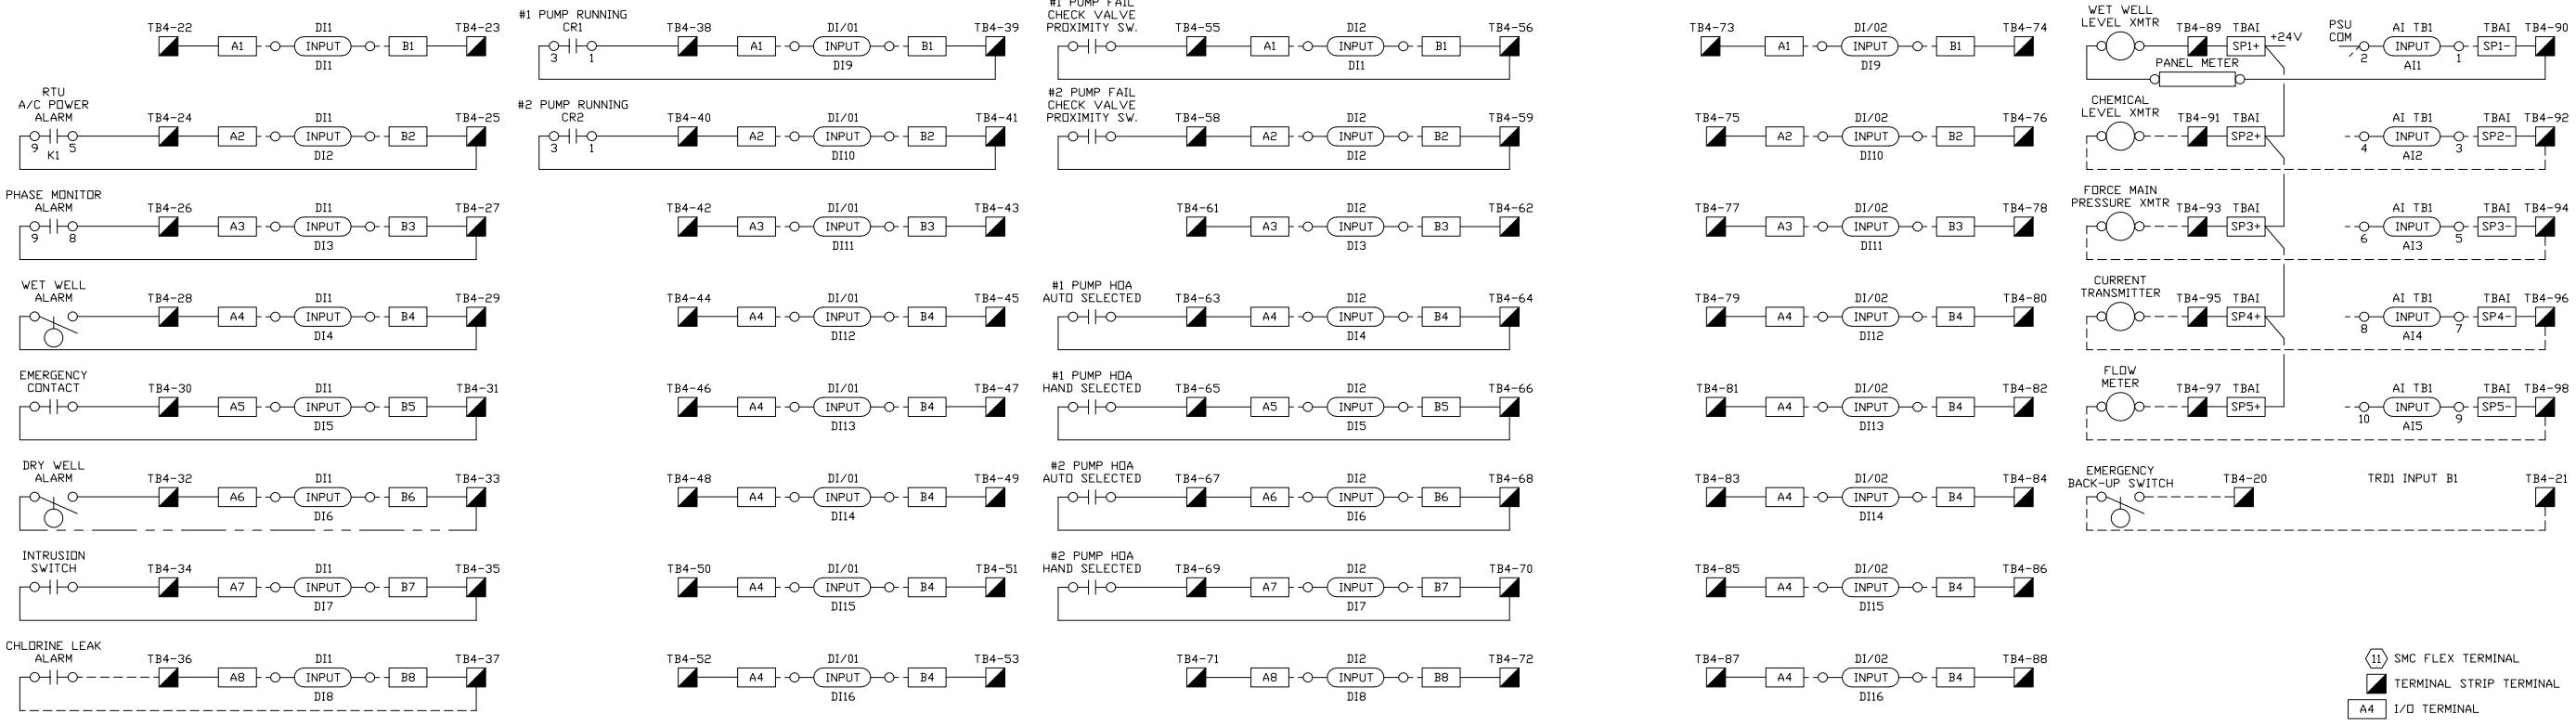 TB4-22 A1 DI1 INPUT DI1 B1 TB4-23
RTU
A/C POWER
ALARM
9 K1 5 TB4-24 A2 DI1 INPUT DI2 B2 TB4-25
PHASE MONITOR
ALARM
9 8 TB4-26 A3 DI1 INPUT DI3 B3 TB4-27
WET WELL
ALARM
TB4-28 A4 DI1 INPUT DI4 B4 TB4-29
EMERGENCY
CONTACT
TB4-30 A5 DI1 INPUT DI5 B5 TB4-31
DRY WELL
ALARM
TB4-32 A6 DI1 INPUT DI6 B6 TB4-33
INTRUSION
SWITCH
TB4-34 A7 DI1 INPUT DI7 B7 TB4-35
CHLORINE LEAK
ALARM
TB4-36 A8 DI1 INPUT DI8 B8 TB4-37
#1 PUMP RUNNING
CR1
3 1 TB4-38 A1 DI/01 INPUT DI9 B1 TB4-39
#2 PUMP RUNNING
CR2
3 1 TB4-40 A2 DI/01 INPUT DI10 B2 TB4-41
TB4-42 A3 DI/01 INPUT DI11 B3 TB4-43
TB4-44 A4 DI/01 INPUT DI12 B4 TB4-45
TB4-46 A4 DI/01 INPUT DI13 B4 TB4-47
TB4-48 A4 DI/01 INPUT DI14 B4 TB4-49
TB4-50 A4 DI/01 INPUT DI15 B4 TB4-51
TB4-52 A4 DI/01 INPUT DI16 B4 TB4-53
#1 PUMP FAIL
CHECK VALVE
PROXIMITY SW.
TB4-55 A1 DI2 INPUT DI1 B1 TB4-56
#2 PUMP FAIL
CHECK VALVE
PROXIMITY SW.
TB4-58 A2 DI2 INPUT DI2 B2 TB4-59
TB4-61 A3 DI2 INPUT DI3 B3 TB4-62
#1 PUMP HOA
AUTO SELECTED
TB4-63 A4 DI2 INPUT DI4 B4 TB4-64
#1 PUMP HOA
HAND SELECTED
TB4-65 A5 DI2 INPUT DI5 B5 TB4-66
#2 PUMP HOA
AUTO SELECTED
TB4-67 A6 DI2 INPUT DI6 B6 TB4-68
#2 PUMP HOA
HAND SELECTED
TB4-69 A7 DI2 INPUT DI7 B7 TB4-70
TB4-71 A8 DI2 INPUT DI8 B8 TB4-72
TB4-73 A1 DI/02 INPUT DI9 B1 TB4-74
TB4-75 A2 DI/02 INPUT DI10 B2 TB4-76
TB4-77 A3 DI/02 INPUT DI11 B3 TB4-78
TB4-79 A4 DI/02 INPUT DI12 B4 TB4-80
TB4-81 A4 DI/02 INPUT DI13 B4 TB4-82
TB4-83 A4 DI/02 INPUT DI14 B4 TB4-84
TB4-85 A4 DI/02 INPUT DI15 B4 TB4-86
TB4-87 A4 DI/02 INPUT DI16 B4 TB4-88
WET WELL
LEVEL XMTR
TB4-89 TBAI SP1+ +24V
PSU
COM
2 AI TB1 INPUT AI1 1 TBAI SP1- TB4-90
PANEL METER
CHEMICAL
LEVEL XMTR
TB4-91 TBAI SP2+ 4 AI TB1 INPUT AI2 3 TBAI SP2- TB4-92
FORCE MAIN
PRESSURE XMTR
TB4-93 TBAI SP3+ 6 AI TB1 INPUT AI3 5 TBAI SP3- TB4-94
CURRENT
TRANSMITTER
TB4-95 TBAI SP4+ 8 AI TB1 INPUT AI4 7 TBAI SP4- TB4-96
FLOW
METER
TB4-97 TBAI SP5+ 10 AI TB1 INPUT AI5 9 TBAI SP5- TB4-98
EMERGENCY
BACK-UP SWITCH
TB4-20 TRD1 INPUT B1 TB4-21
11 SMC FLEX TERMINAL
TERMINAL STRIP TERMINAL
A4 I/O TERMINAL